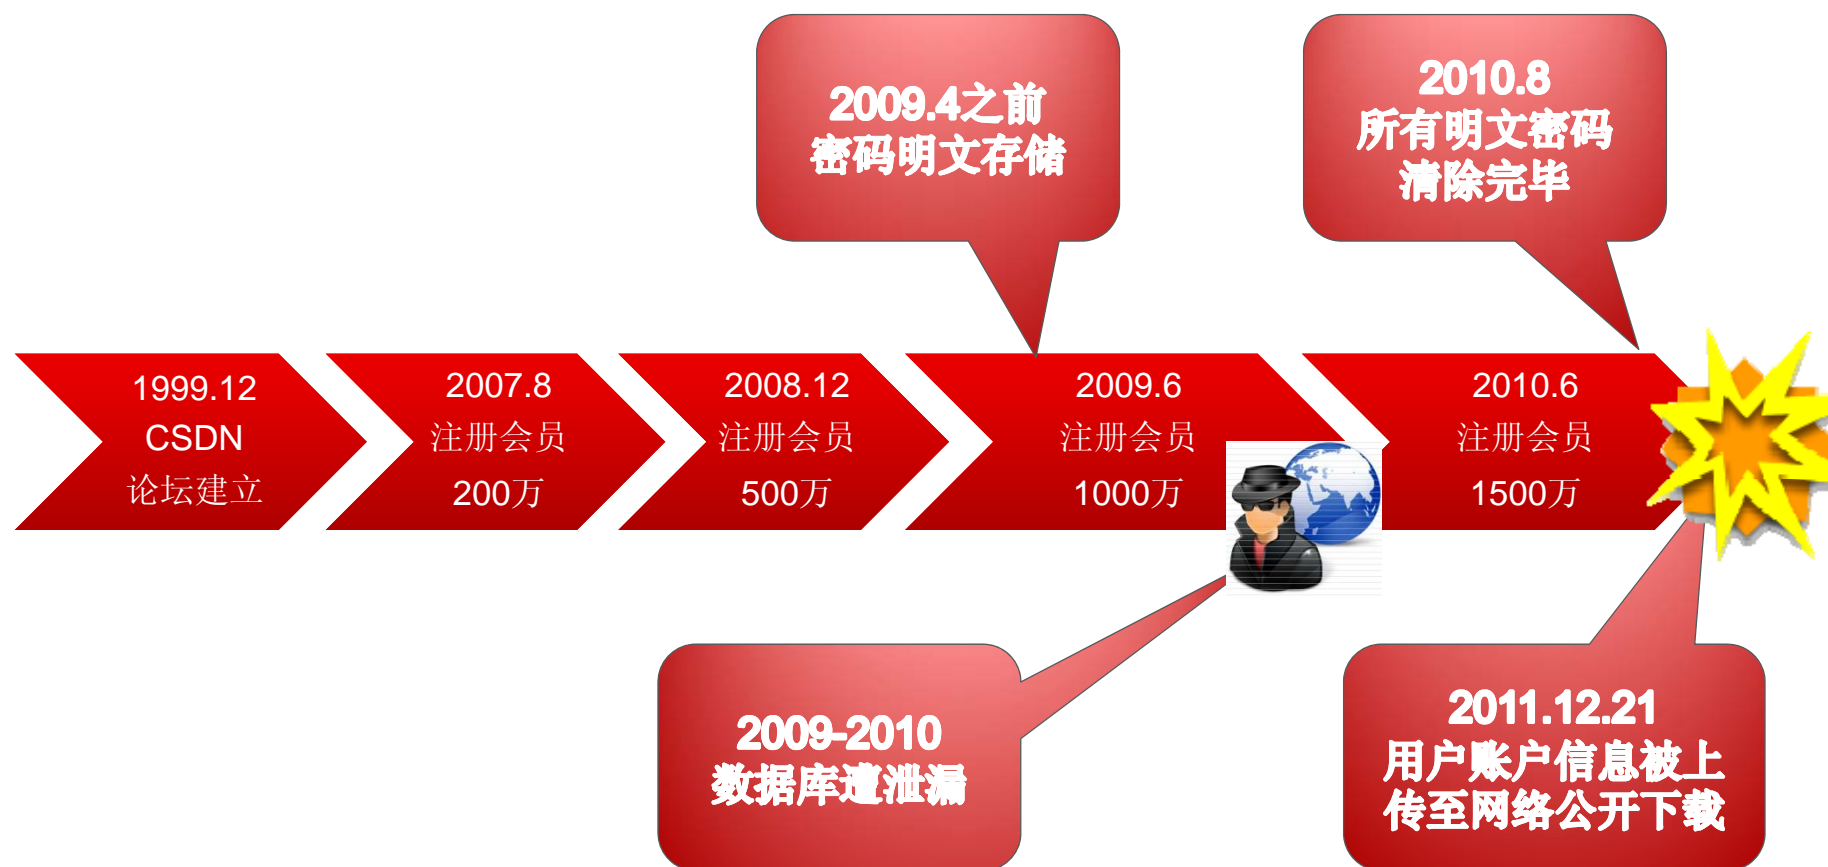 2009.4之前
密码明文存储
2010.8
所有明文密码
清除完毕
1999.12
CSDN
论坛建立
2007.8
注册会员
200万
2008.12
注册会员
500万
2009.6
注册会员
1000万
2010.6
注册会员
1500万
2009-2010
数据库遭泄漏
2011.12.21
用户账户信息被上
传至网络公开下载